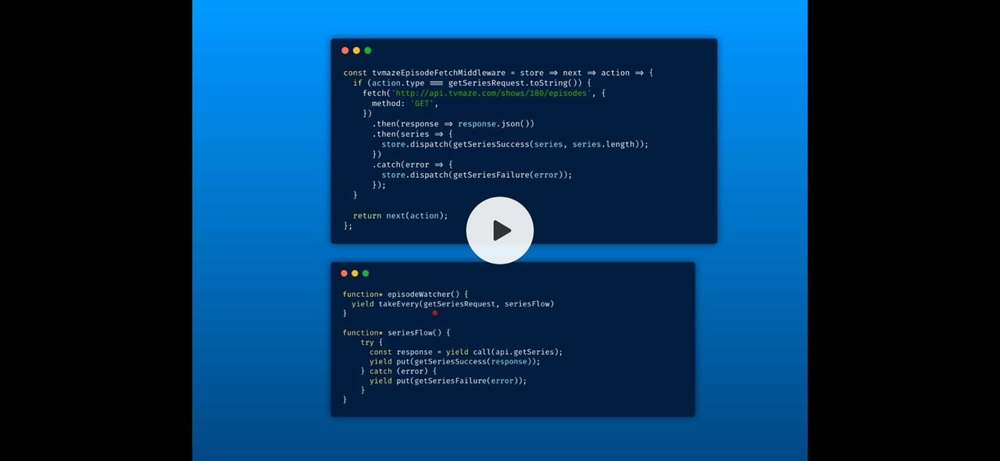 const tvmazeEpisodeFetchMiddleware = store => next => action => {
if (action.type === getSeriesRequest.toString()) {
fetch('http://api.tvmaze.com/shows/180/episodes', {
method: 'GET',
})
.then(response => response.json())
.then(series => {
store.dispatch(getSeriesSuccess(series, series.length));
})
.catch(error => {
store.dispatch(getSeriesFailure(error));
});
}
return next(action);
};
function* episodeWatcher() {
yield takeEvery(getSeriesRequest, seriesFlow)
}
function* seriesFlow() {
try {
const response = yield call(api.getSeries);
yield put(getSeriesSuccess(response));
} catch (error) {
yield put(getSeriesFailure(error));
}
}